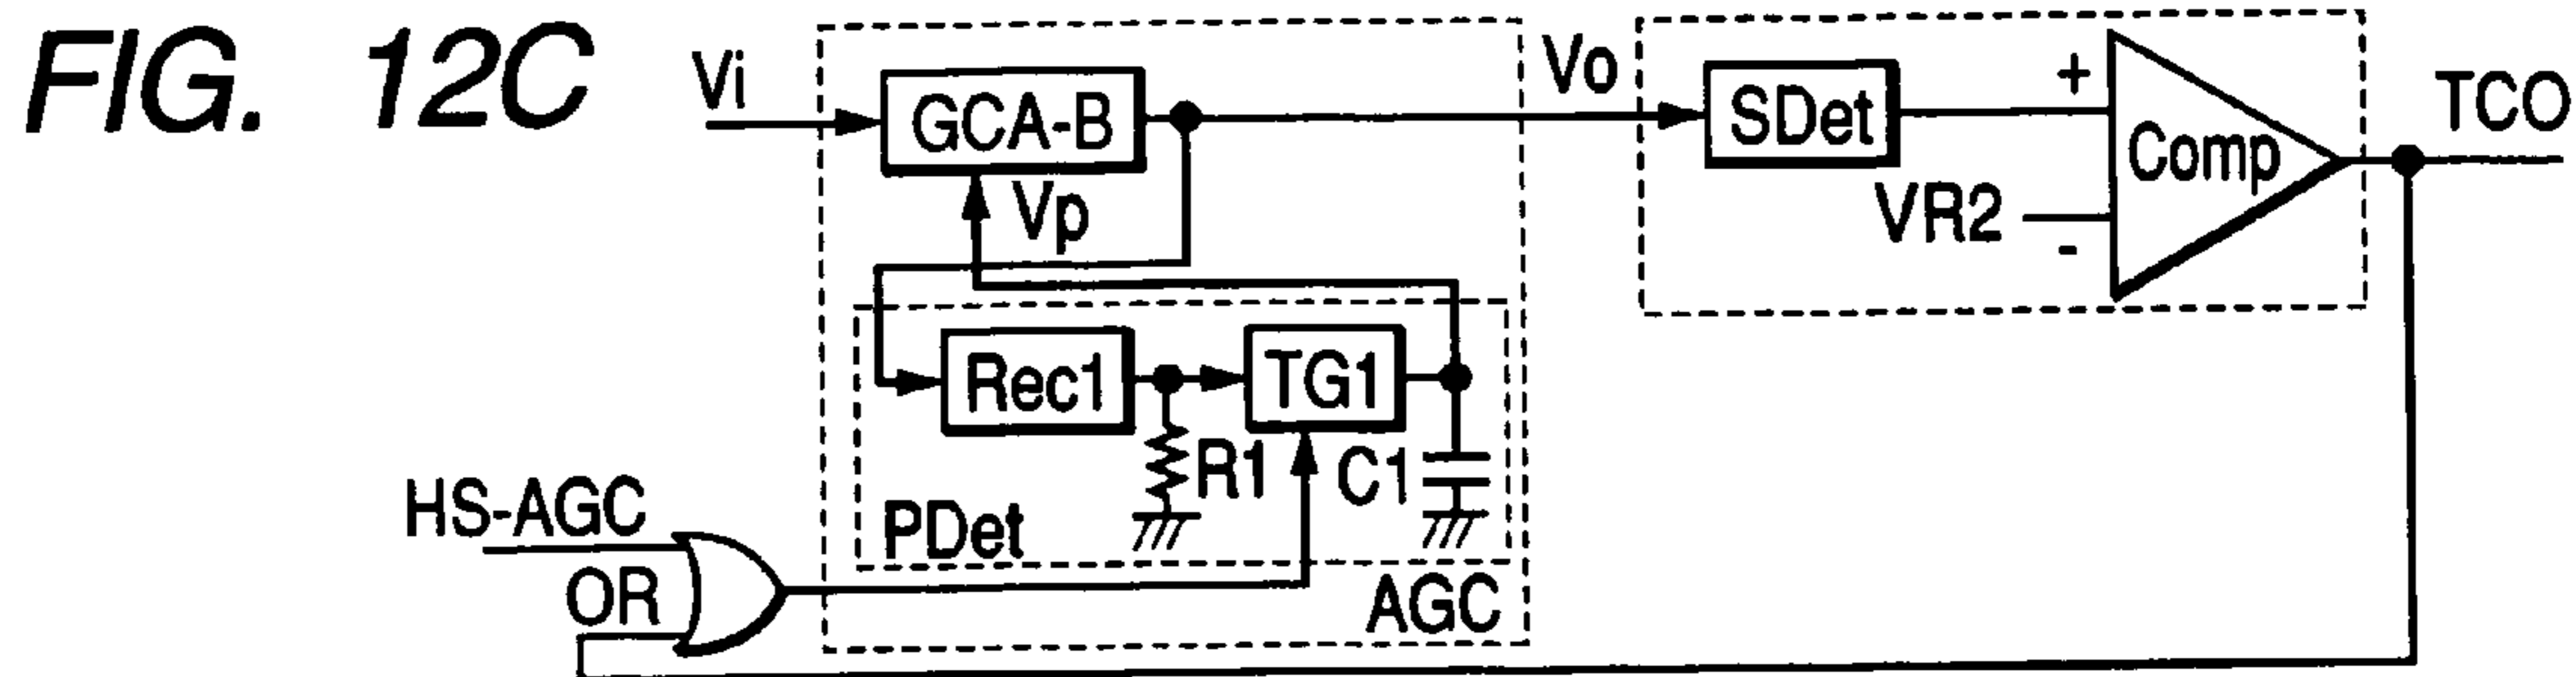 FIG. 12C
Vi
GCA-B
Vo
SDet
+
Comp
TCO
Vp
VR2
-
Rec1
TG1
R1
C1
HS-AGC
PDet
OR
AGC